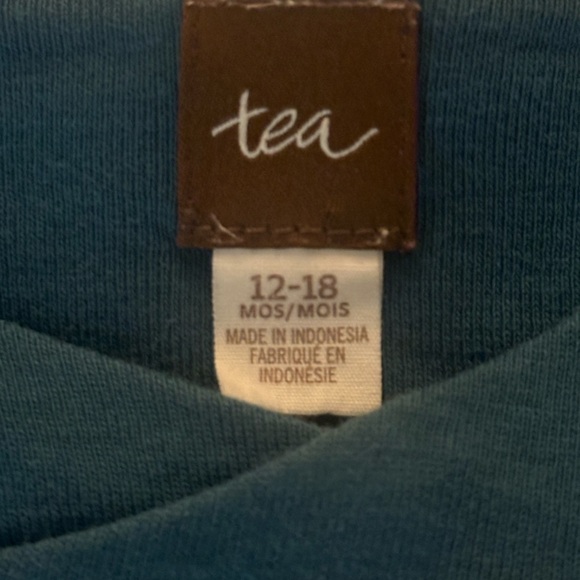 tea
12-18
MOS/MOIS
MADE IN INDONESIA
FABRIQUÉ EN
INDONÉSIE